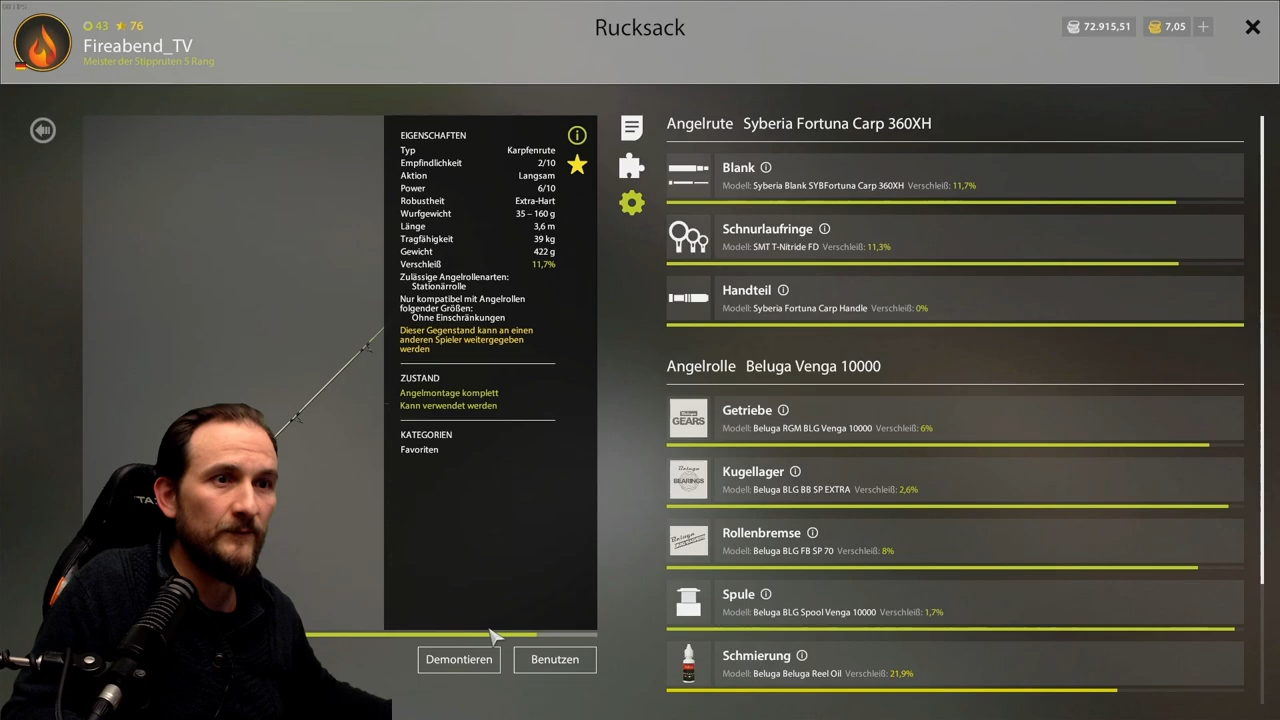 60 FPS
43 76
Fireabend_TV
Meister der Stippruten 5 Rang
Rucksack
72.915,51
7,05
EIGENSCHAFTEN
Typ Karpfenrute
Empfindlichkeit 2/10
Aktion Langsam
Power 6/10
Robustheit Extra-Hart
Wurfgewicht 35 – 160 g
Länge 3,6 m
Tragfähigkeit 39 kg
Gewicht 422 g
Verschleiß 11,7%
Zulässige Angelrollenarten:
Stationärrolle
Nur kompatibel mit Angelrollen
folgender Größen:
Ohne Einschränkungen
Dieser Gegenstand kann an einen
anderen Spieler weitergegeben
werden
ZUSTAND
Angelmontage komplett
Kann verwendet werden
KATEGORIEN
Favoriten
Demontieren
Benutzen
Angelrute Syberia Fortuna Carp 360XH
Blank
Modell: Syberia Blank SYBFortuna Carp 360XH Verschleiß: 11,7%
Schnurlaufringe
Modell: SMT T-Nitride FD Verschleiß: 11,3%
Handteil
Modell: Syberia Fortuna Carp Handle Verschleiß: 0%
Angelrolle Beluga Venga 10000
GEARS
Getriebe
Modell: Beluga RGM BLG Venga 10000 Verschleiß: 6%
Beluga
BEARINGS
Kugellager
Modell: Beluga BLG BB SP EXTRA Verschleiß: 2,6%
Beluga
Rollenbremse
Modell: Beluga BLG FB SP 70 Verschleiß: 8%
Spule
Modell: Beluga BLG Spool Venga 10000 Verschleiß: 1,7%
Schmierung
Modell: Beluga Beluga Reel Oil Verschleiß: 21,9%